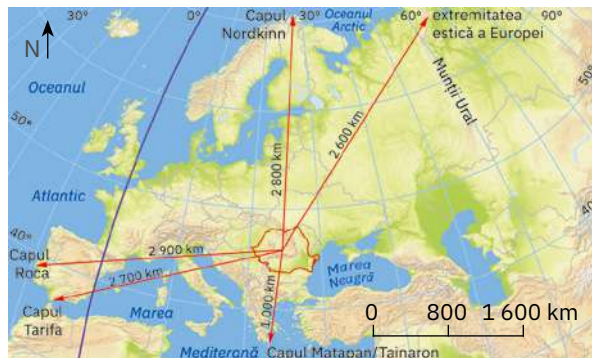 30°
Capul
Nordkinn
30°
Oceanul
Arctic
60°
extremitatea
estică a Europei
90°
N
Oceanul
Munții Ural
50°
50°
2 600 km
2 800 km
Atlantic
40°
40°
Capul
Roca
2 900 km
2 700 km
Marea
Neagră
Capul
Tarifa
Marea
1 000 km
0 800 1 600 km
Mediterană
Capul Matapan/Tainaron